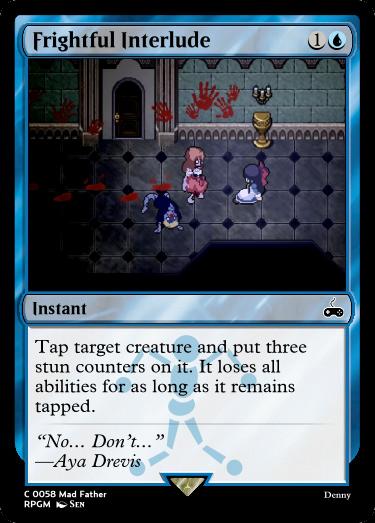 Frightful Interlude 1
Instant
Tap target creature and put three
stun counters on it. It loses all
abilities for as long as it remains
tapped.
“No… Don’t…”
—Aya Drevis
C 0058 Mad Father
RPGM SEN
Denny